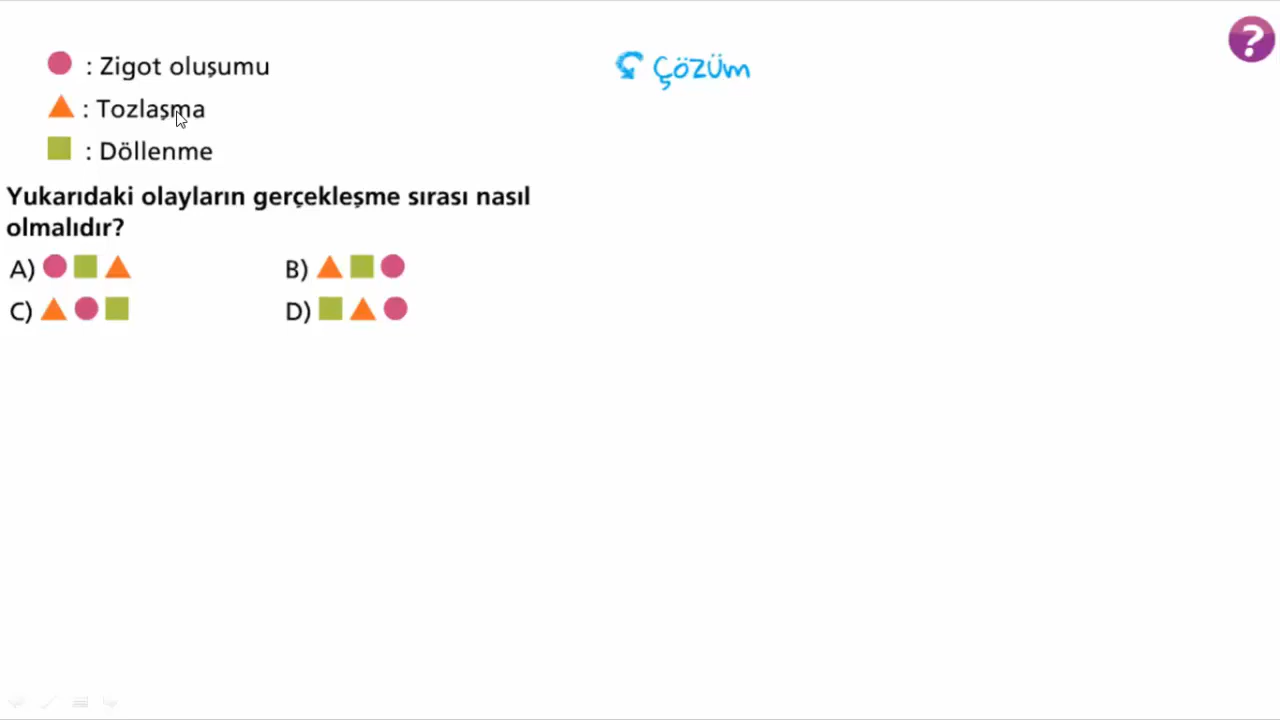 : Zigot oluşumu
: Tozlaşma
: Döllenme
Yukarıdaki olayların gerçekleşme sırası nasıl
olmalıdır?
A)
B)
C)
D)
Çözüm
?